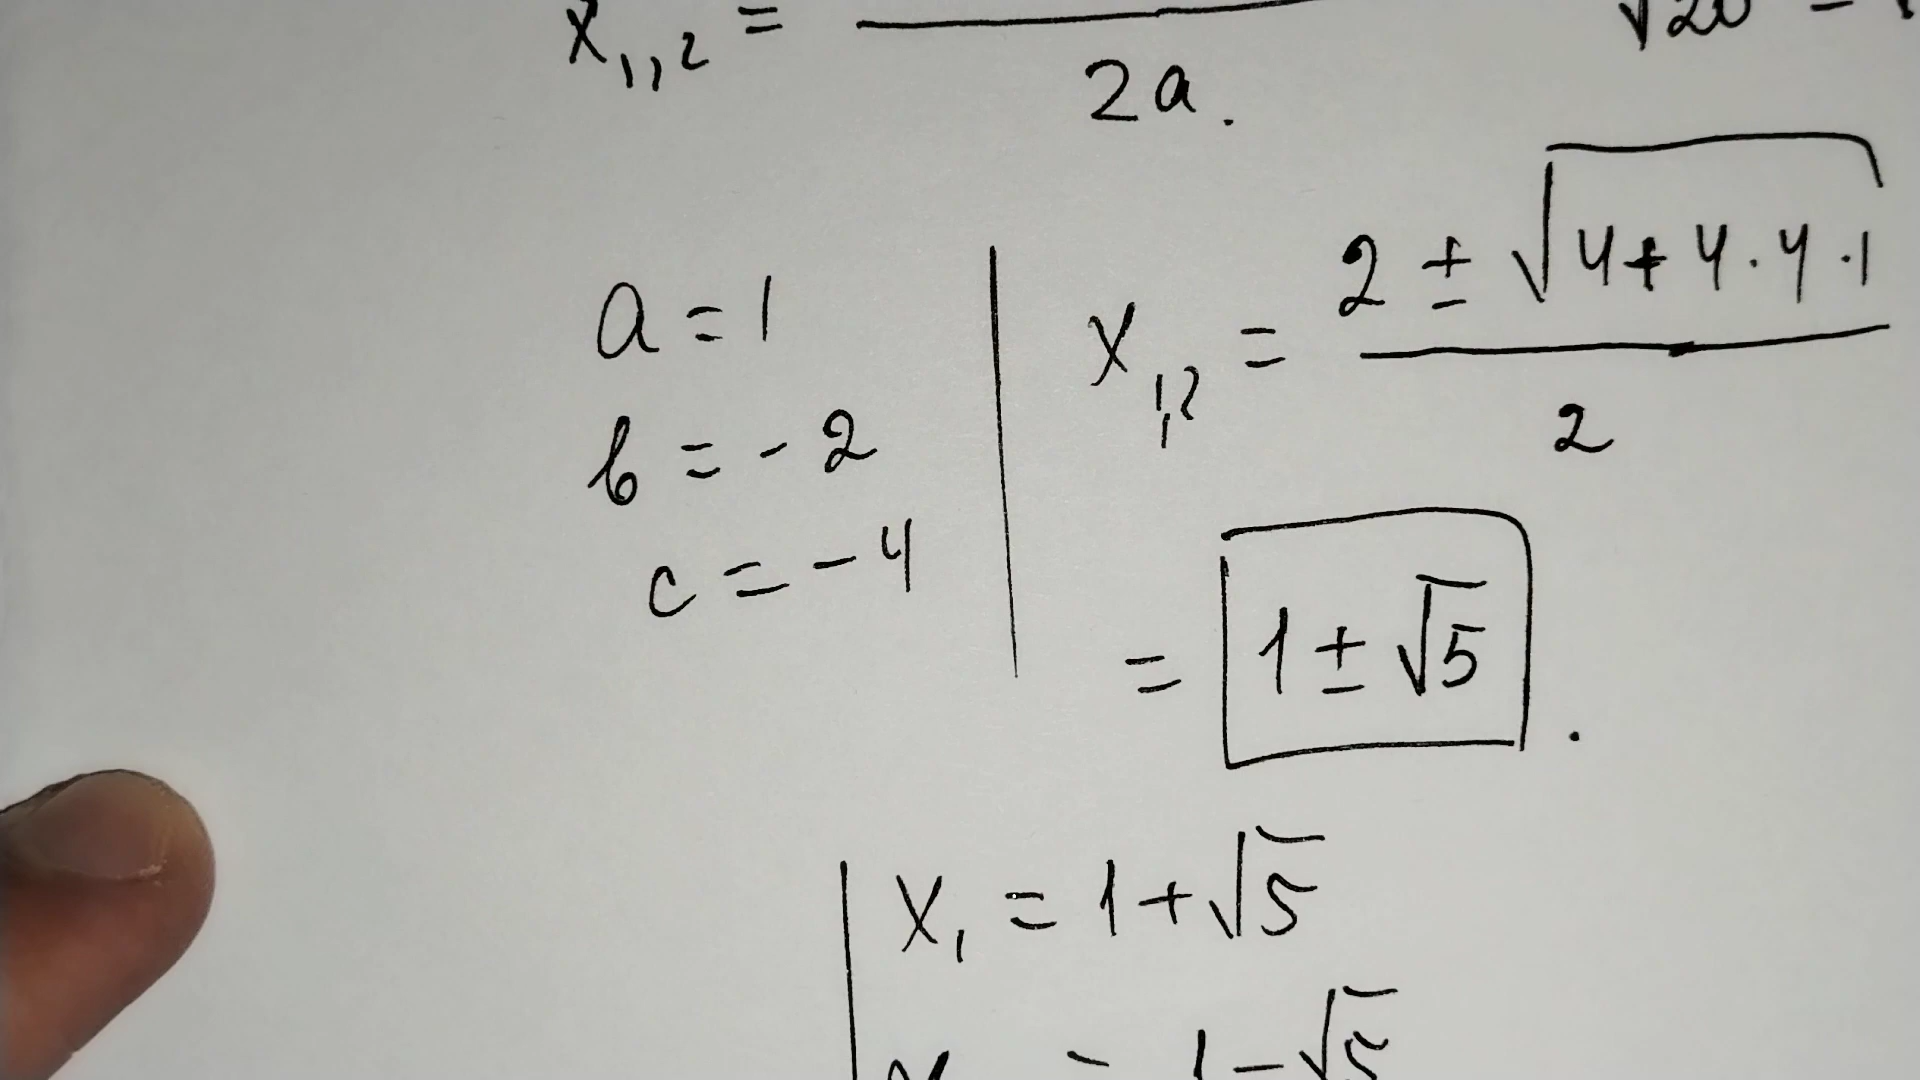 x₁,₂ = ―― √20 =
2a.
a = 1
b = -2
c = -4
x₁,₂ = (2 ± √(4 + 4 · 4 · 1)) / 2
= 1 ± √5 .
x₁ = 1 + √5
= 1 - √5